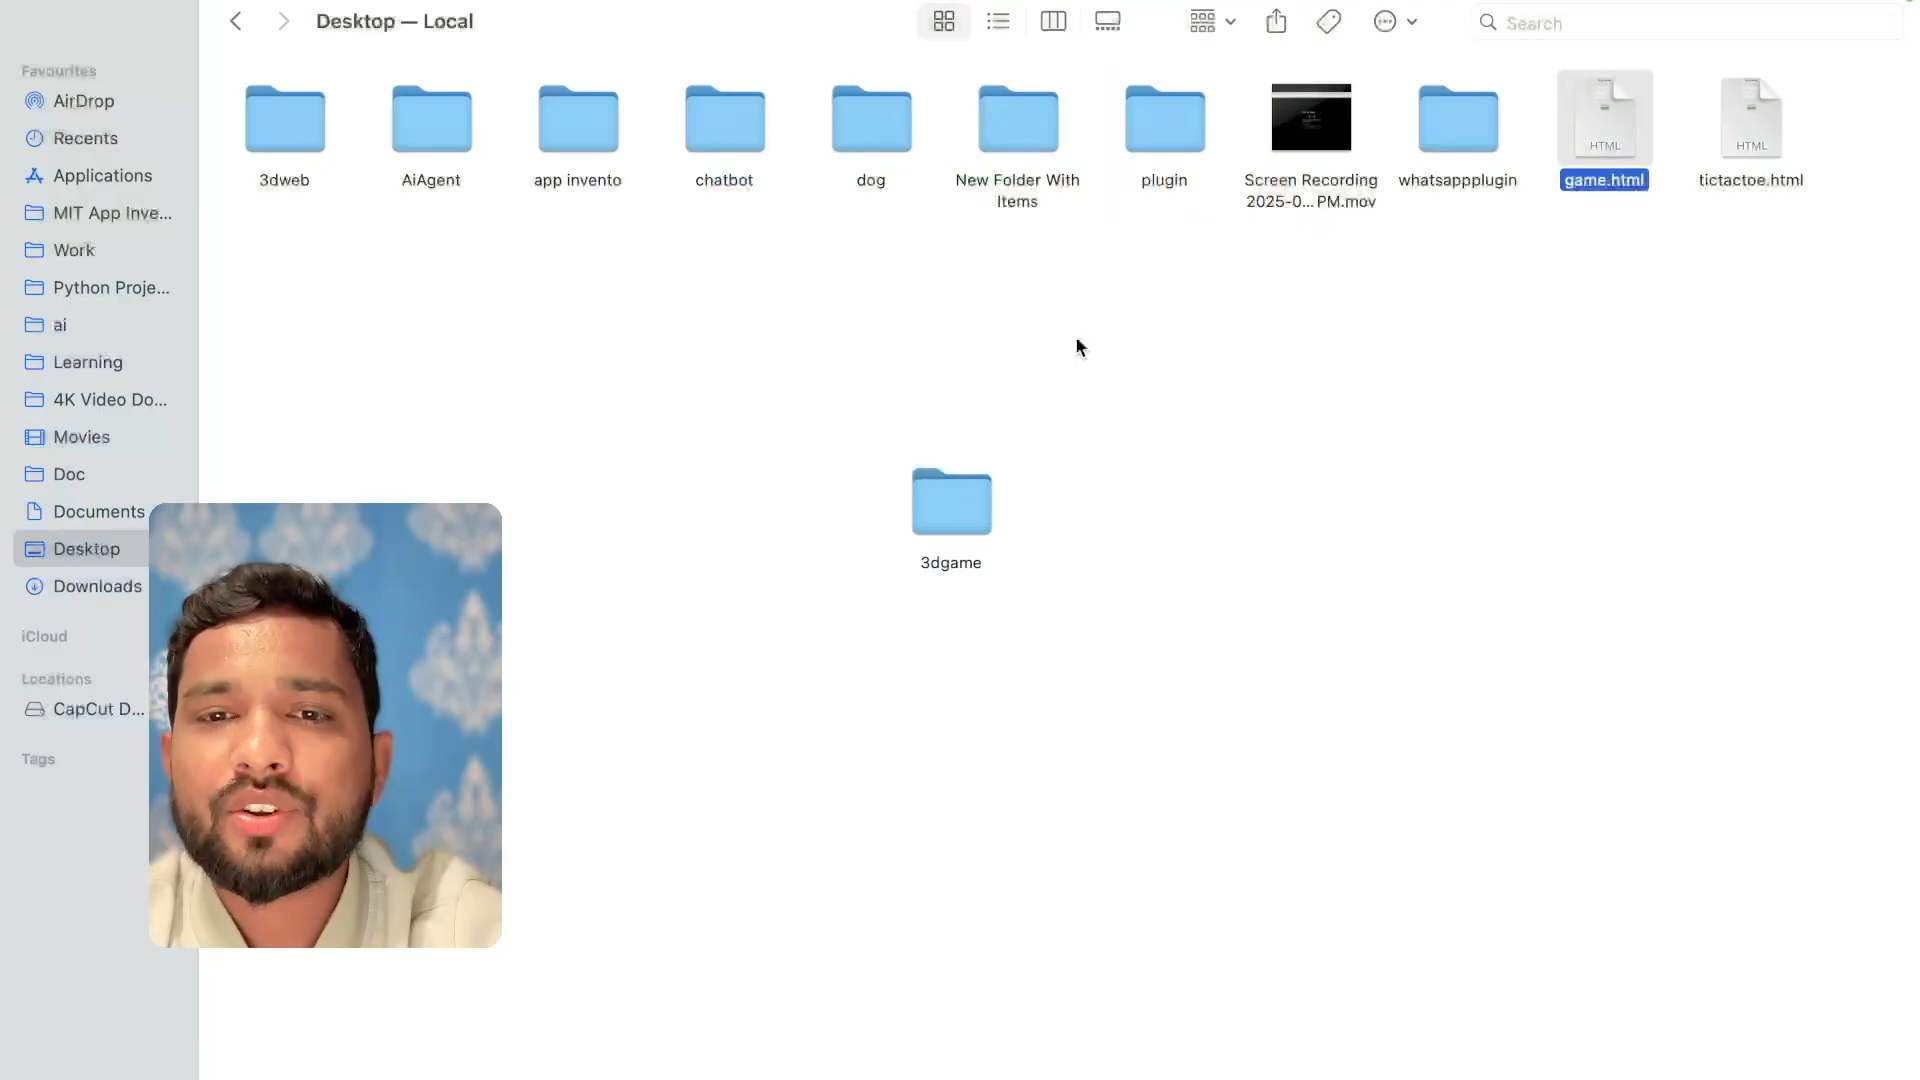 Desktop — Local
Search
Favourites
AirDrop
Recents
Applications
MIT App Inve...
Work
Python Proje...
ai
Learning
4K Video Do...
Movies
Doc
Documents
Desktop
Downloads
iCloud
Locations
CapCut D...
Tags
3dweb
AiAgent
app invento
chatbot
dog
New Folder With
Items
plugin
Screen Recording
2025-0... PM.mov
whatsappplugin
HTML
game.html
HTML
tictactoe.html
3dgame